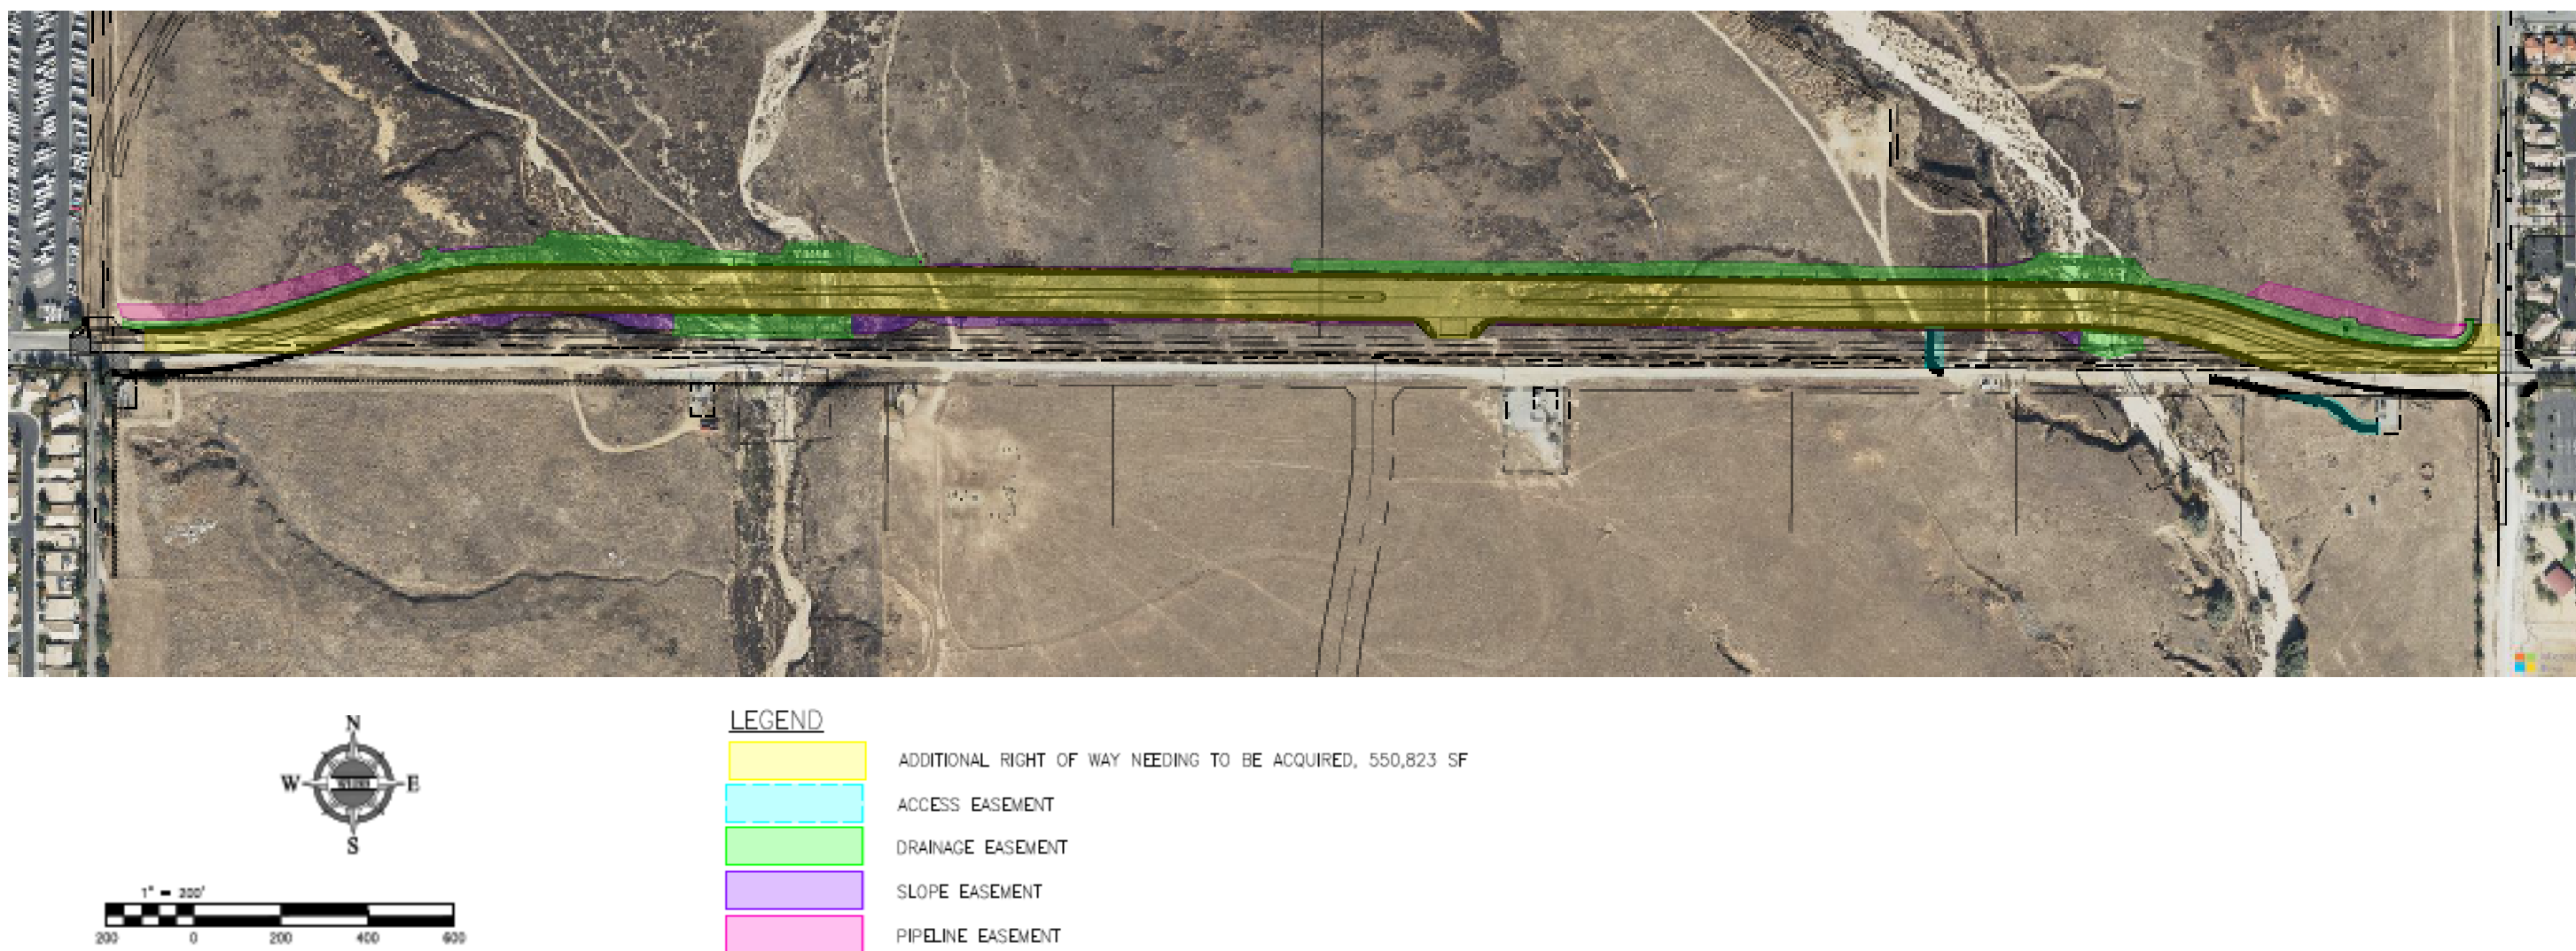 N
W
E
S
1" = 200'
200 0 200 400 600
LEGEND
ADDITIONAL RIGHT OF WAY NEEDING TO BE ACQUIRED, 550,823 SF
ACCESS EASEMENT
DRAINAGE EASEMENT
SLOPE EASEMENT
PIPELINE EASEMENT